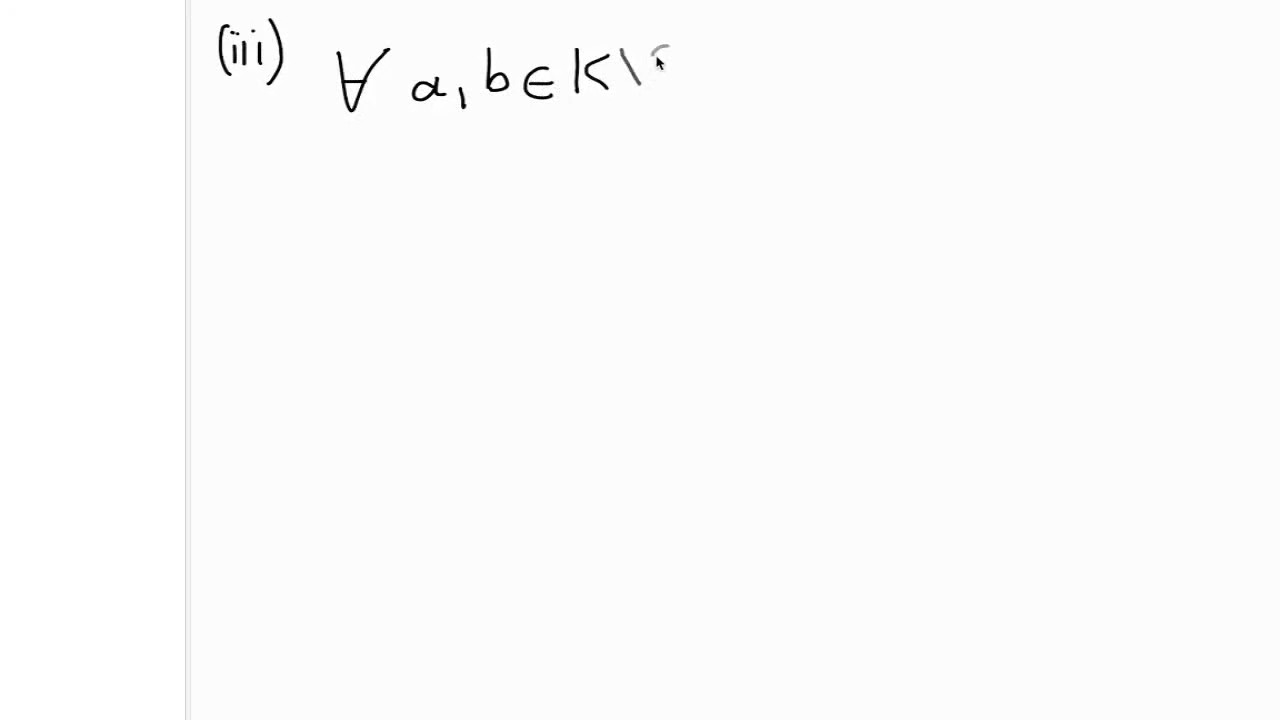 (iii) ∀ a, b ∈ K \